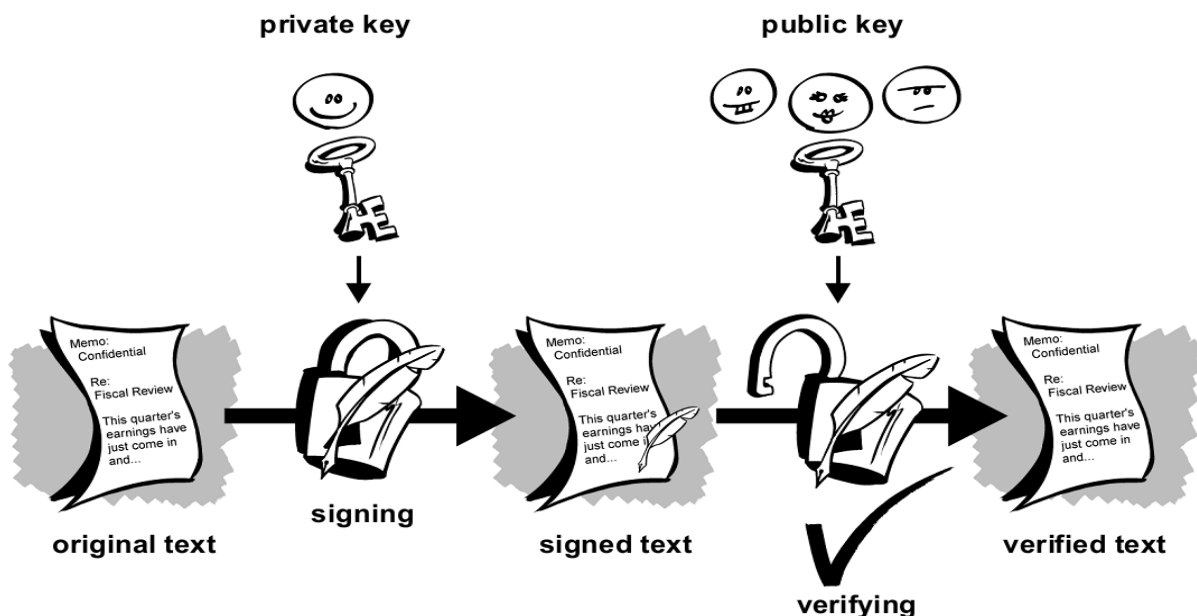 private key
public key
Memo:
Confidential
Re:
Fiscal Review
This quarter's
earnings have
just come in
and...
signing
original text
Memo:
Confidential
Re:
Fiscal Review
This quarter's
earnings have
just come in
and...
signed text
Memo:
Confidential
Re:
Fiscal Review
This quarter's
earnings have
just come in
and...
verified text
verifying